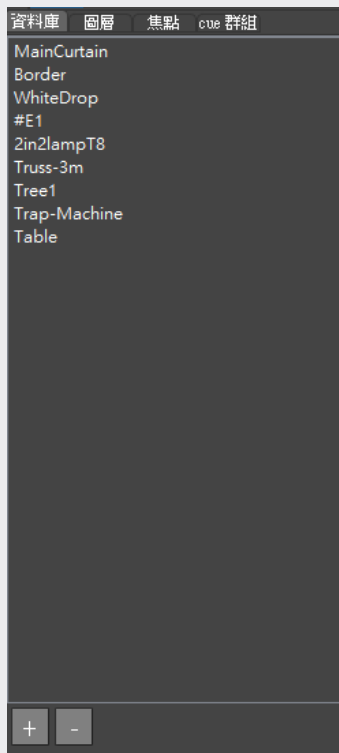 資料庫 圖層 焦點 cue 群組
MainCurtain
Border
WhiteDrop
#E1
2in2lampT8
Truss-3m
Tree1
Trap-Machine
Table
+ -